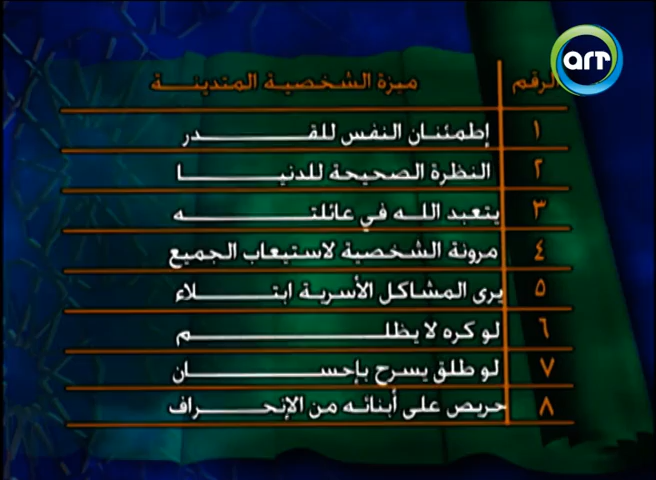 art
الرقم ميزة الشخصية المتدينة
١ إطمئنان النفس للقدر
٢ النظرة الصحيحة للدنيا
٣ يتعبد الله في عائلته
٤ مرونة الشخصية لاستيعاب الجميع
٥ يرى المشاكل الأسرية ابتلاء
٦ لو كره لا يظلم
٧ لو طلق يسرح بإحسان
٨ حريص على أبنائه من الإنحراف